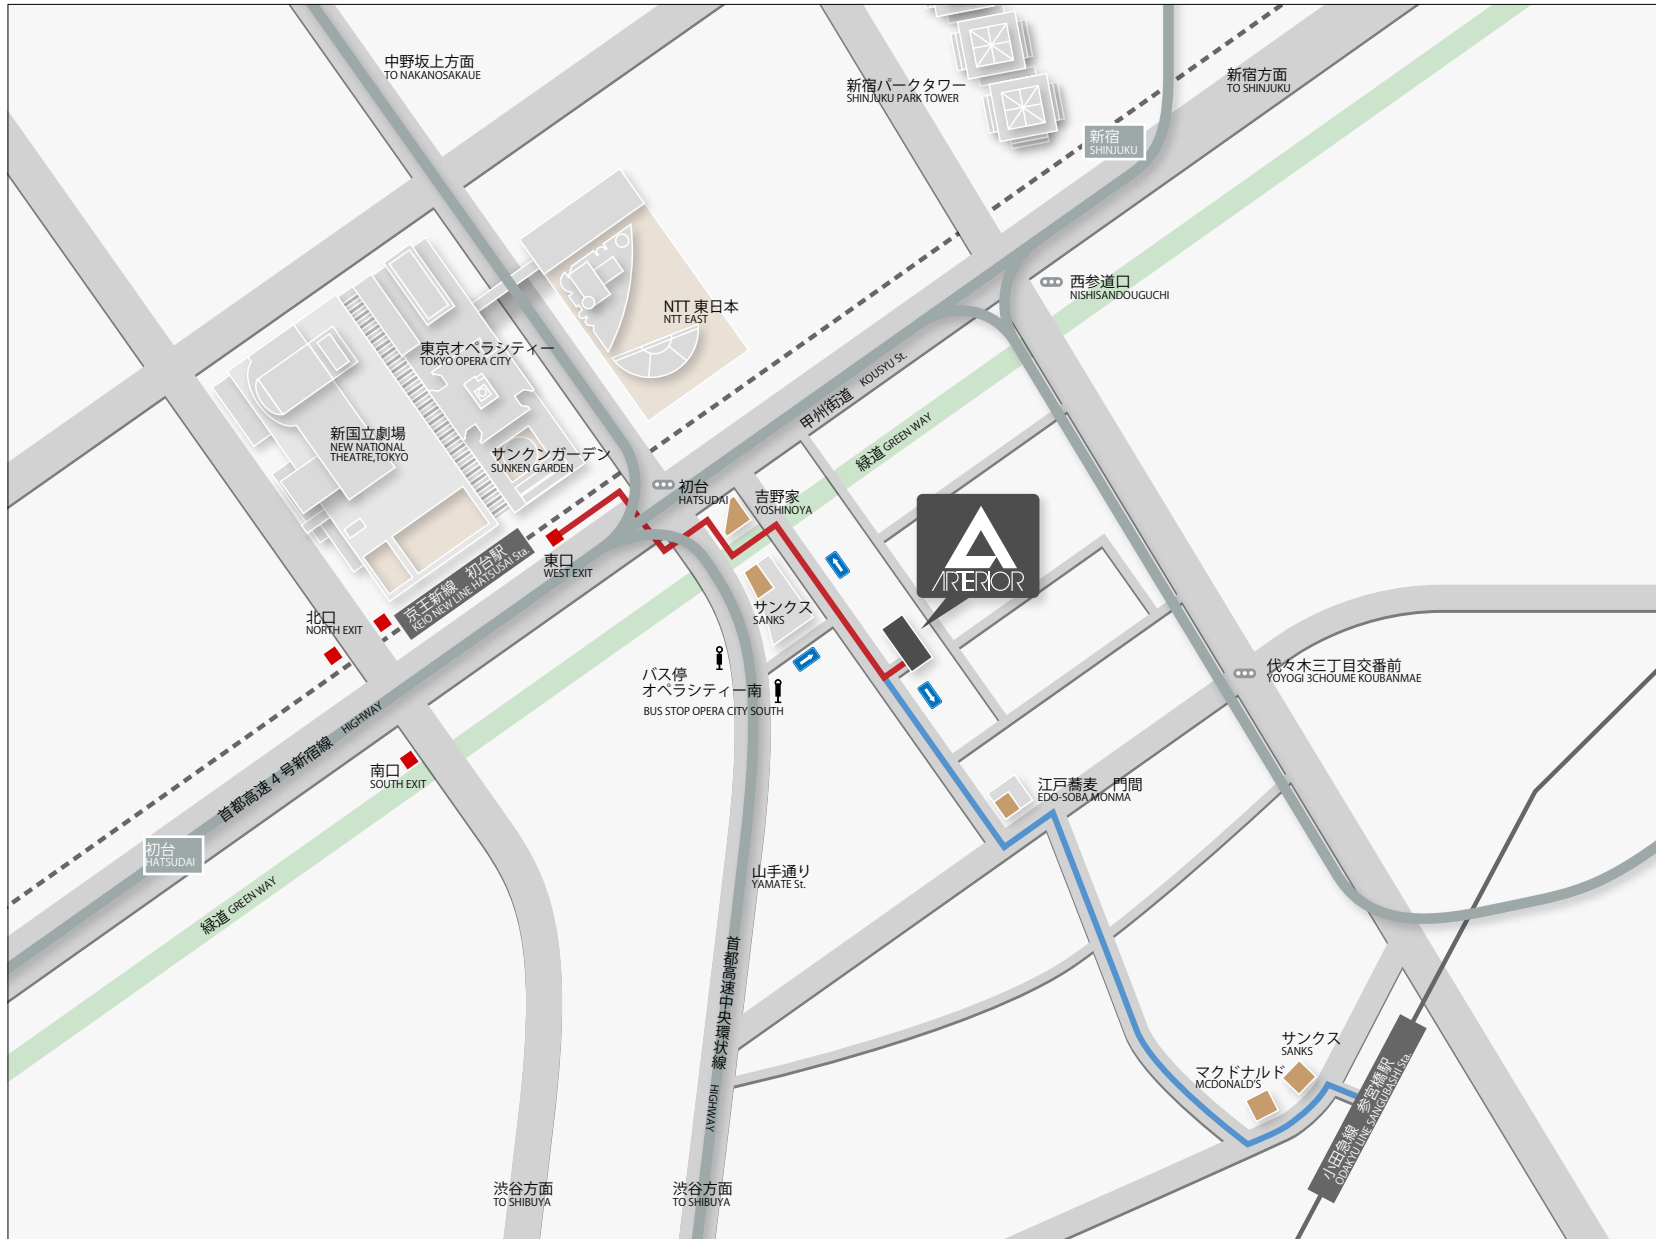 中野坂上方面
TO NAKANOSAKAUE
新宿パークタワー
SHINJUKU PARK TOWER
新宿方面
TO SHINJUKU
新宿
SHINJUKU
西参道口
NISHISANDOUGUCHI
NTT 東日本
NTT EAST
東京オペラシティー
TOKYO OPERA CITY
甲州街道 KOUSYU St.
緑道 GREEN WAY
新国立劇場
NEW NATIONAL
THEATRE,TOKYO
サンクンガーデン
SUNKEN GARDEN
初台
HATSUDAI
吉野家
YOSHINOYA
ARTERIOR
東口
WEST EXIT
京王新線 初台駅
KEIO NEW LINE HATSUSAI Sta.
サンクス
SANKS
北口
NORTH EXIT
バス停
オペラシティー南
BUS STOP OPERA CITY SOUTH
代々木三丁目交番前
YOYOGI 3CHOUME KOUBANMAE
首都高速4号新宿線 HIGHWAY
南口
SOUTH EXIT
江戸蕎麦 門間
EDO-SOBA MONMA
初台
HATSUDAI
緑道 GREEN WAY
山手通り
YAMATE St.
首都高速中央環状線 HIGHWAY
サンクス
SANKS
マクドナルド
MCDONALD'S
小田急線 参宮橋駅
ODAKYU LINE SANGUBASHI Sta.
渋谷方面
TO SHIBUYA
渋谷方面
TO SHIBUYA